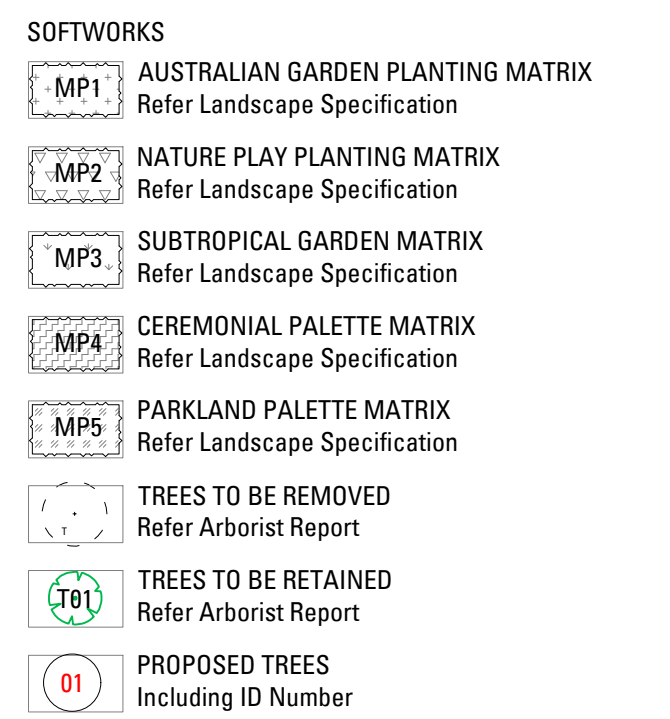 SOFTWORKS
MP1 AUSTRALIAN GARDEN PLANTING MATRIX
Refer Landscape Specification
MP2 NATURE PLAY PLANTING MATRIX
Refer Landscape Specification
MP3 SUBTROPICAL GARDEN MATRIX
Refer Landscape Specification
MP4 CEREMONIAL PALETTE MATRIX
Refer Landscape Specification
MP5 PARKLAND PALETTE MATRIX
Refer Landscape Specification
TREES TO BE REMOVED
T Refer Arborist Report
T01 TREES TO BE RETAINED
Refer Arborist Report
01 PROPOSED TREES
Including ID Number